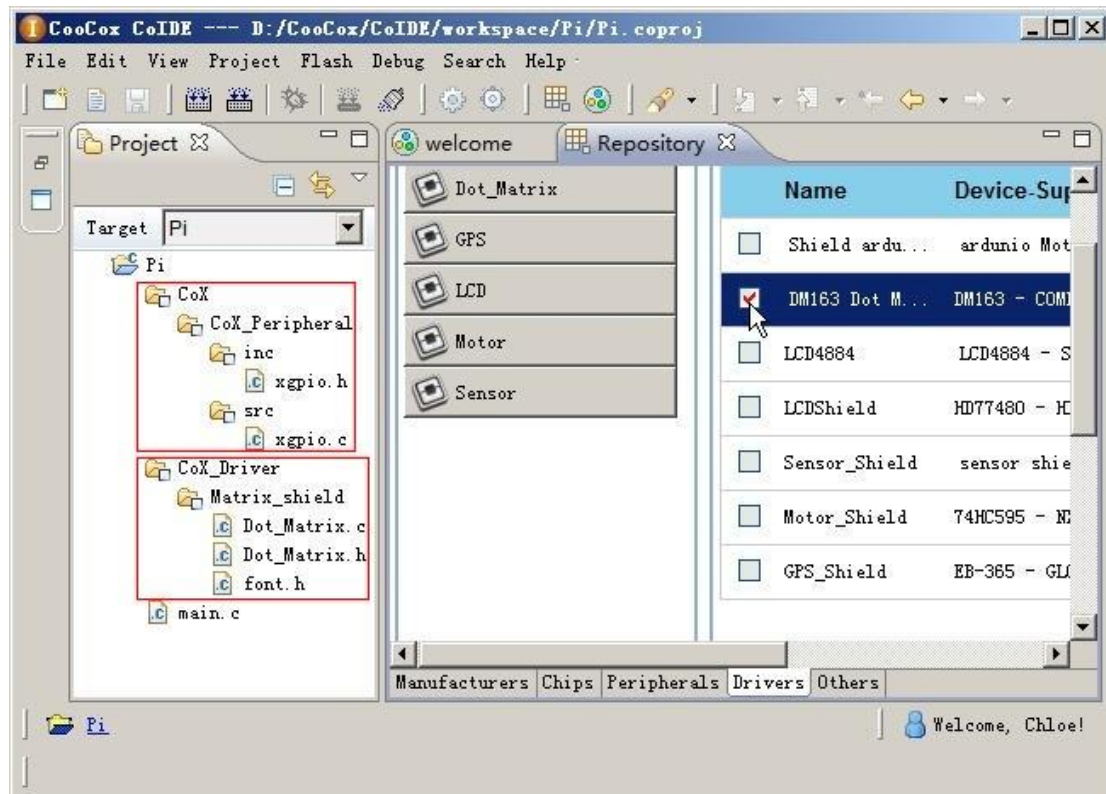 CooCox CoIDE --- D:/CooCox/CoIDE/workspace/Pi/Pi.coproj
File Edit View Project Flash Debug Search Help
Project
Target Pi
Pi
CoX
CoX_Peripheral
inc
xgpio.h
src
xgpio.c
CoX_Driver
Matrix_shield
Dot_Matrix.c
Dot_Matrix.h
font.h
main.c
welcome Repository
Dot_Matrix
GPS
LCD
Motor
Sensor
Name Device-Sup
Shield ardu... ardunio Mot
DM163 Dot M... DM163 - COM
LCD4884 LCD4884 - S
LCDShield HD77480 - H
Sensor_Shield sensor shie
Motor_Shield 74HC595 - N
GPS_Shield EB-365 - GL
Manufacturers Chips Peripherals Drivers Others
Pi Welcome, Chloe!